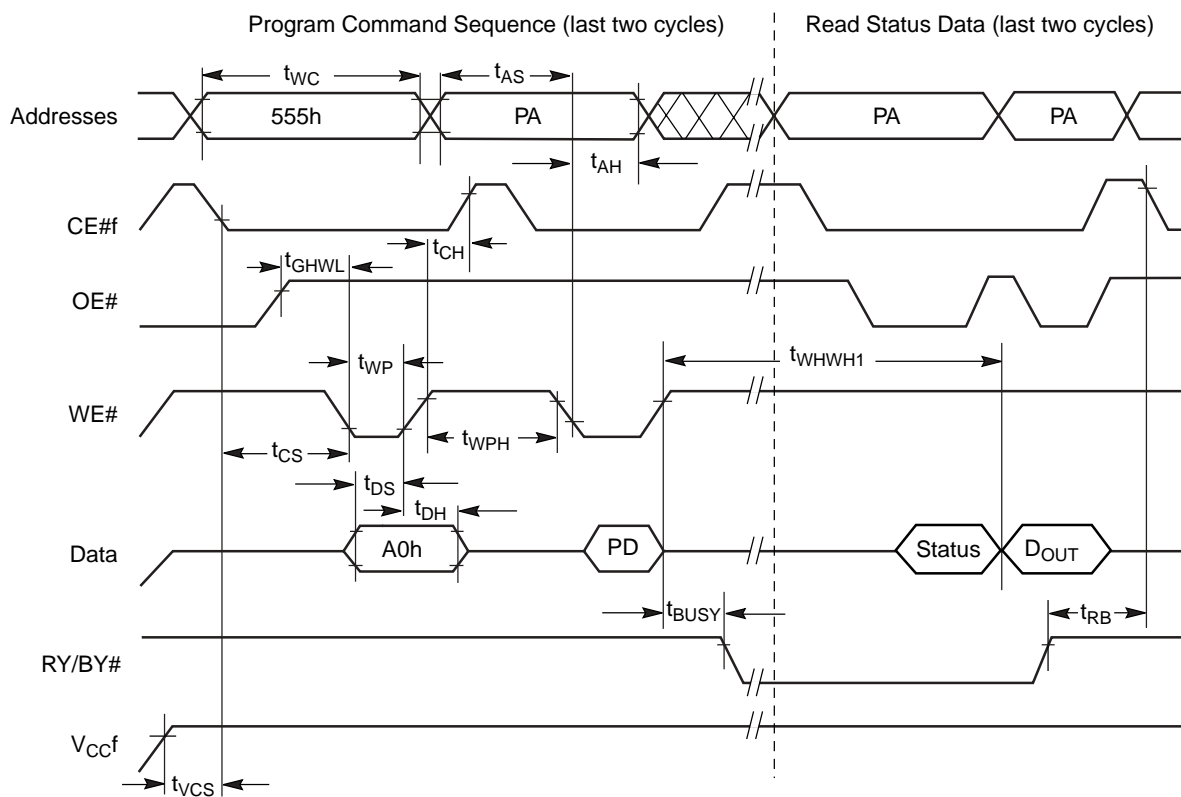 Program Command Sequence (last two cycles)
Read Status Data (last two cycles)
tWC
tAS
Addresses
555h
PA
PA
PA
tAH
CE#f
tCH
tGHWL
OE#
tWP
tWHWH1
WE#
tWPH
tCS
tDS
tDH
Data
A0h
PD
Status
DOUT
tBUSY
tRB
RY/BY#
VCCf
tVCS